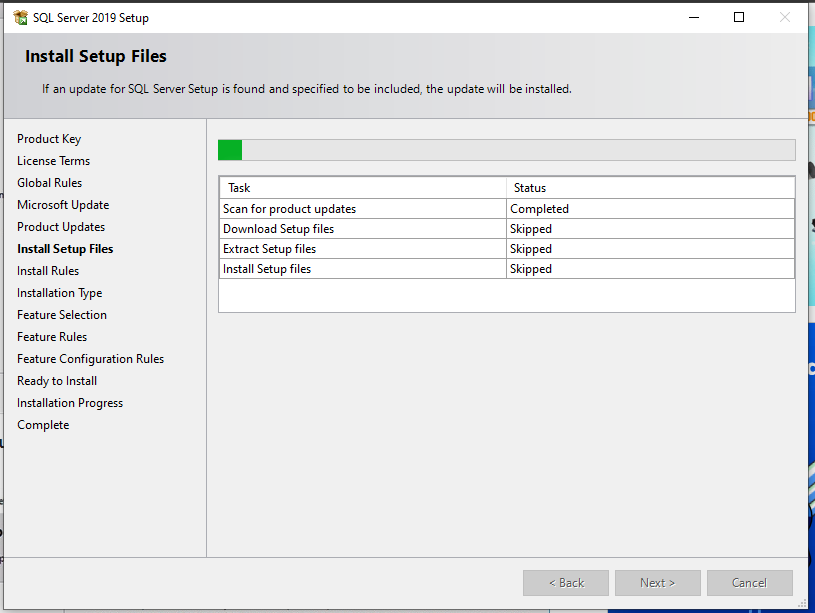 SQL Server 2019 Setup
Install Setup Files
If an update for SQL Server Setup is found and specified to be included, the update will be installed.
Product Key
License Terms
Global Rules
Microsoft Update
Product Updates
Install Setup Files
Install Rules
Installation Type
Feature Selection
Feature Rules
Feature Configuration Rules
Ready to Install
Installation Progress
Complete
Task Status
Scan for product updates Completed
Download Setup files Skipped
Extract Setup files Skipped
Install Setup files Skipped
< Back Next > Cancel